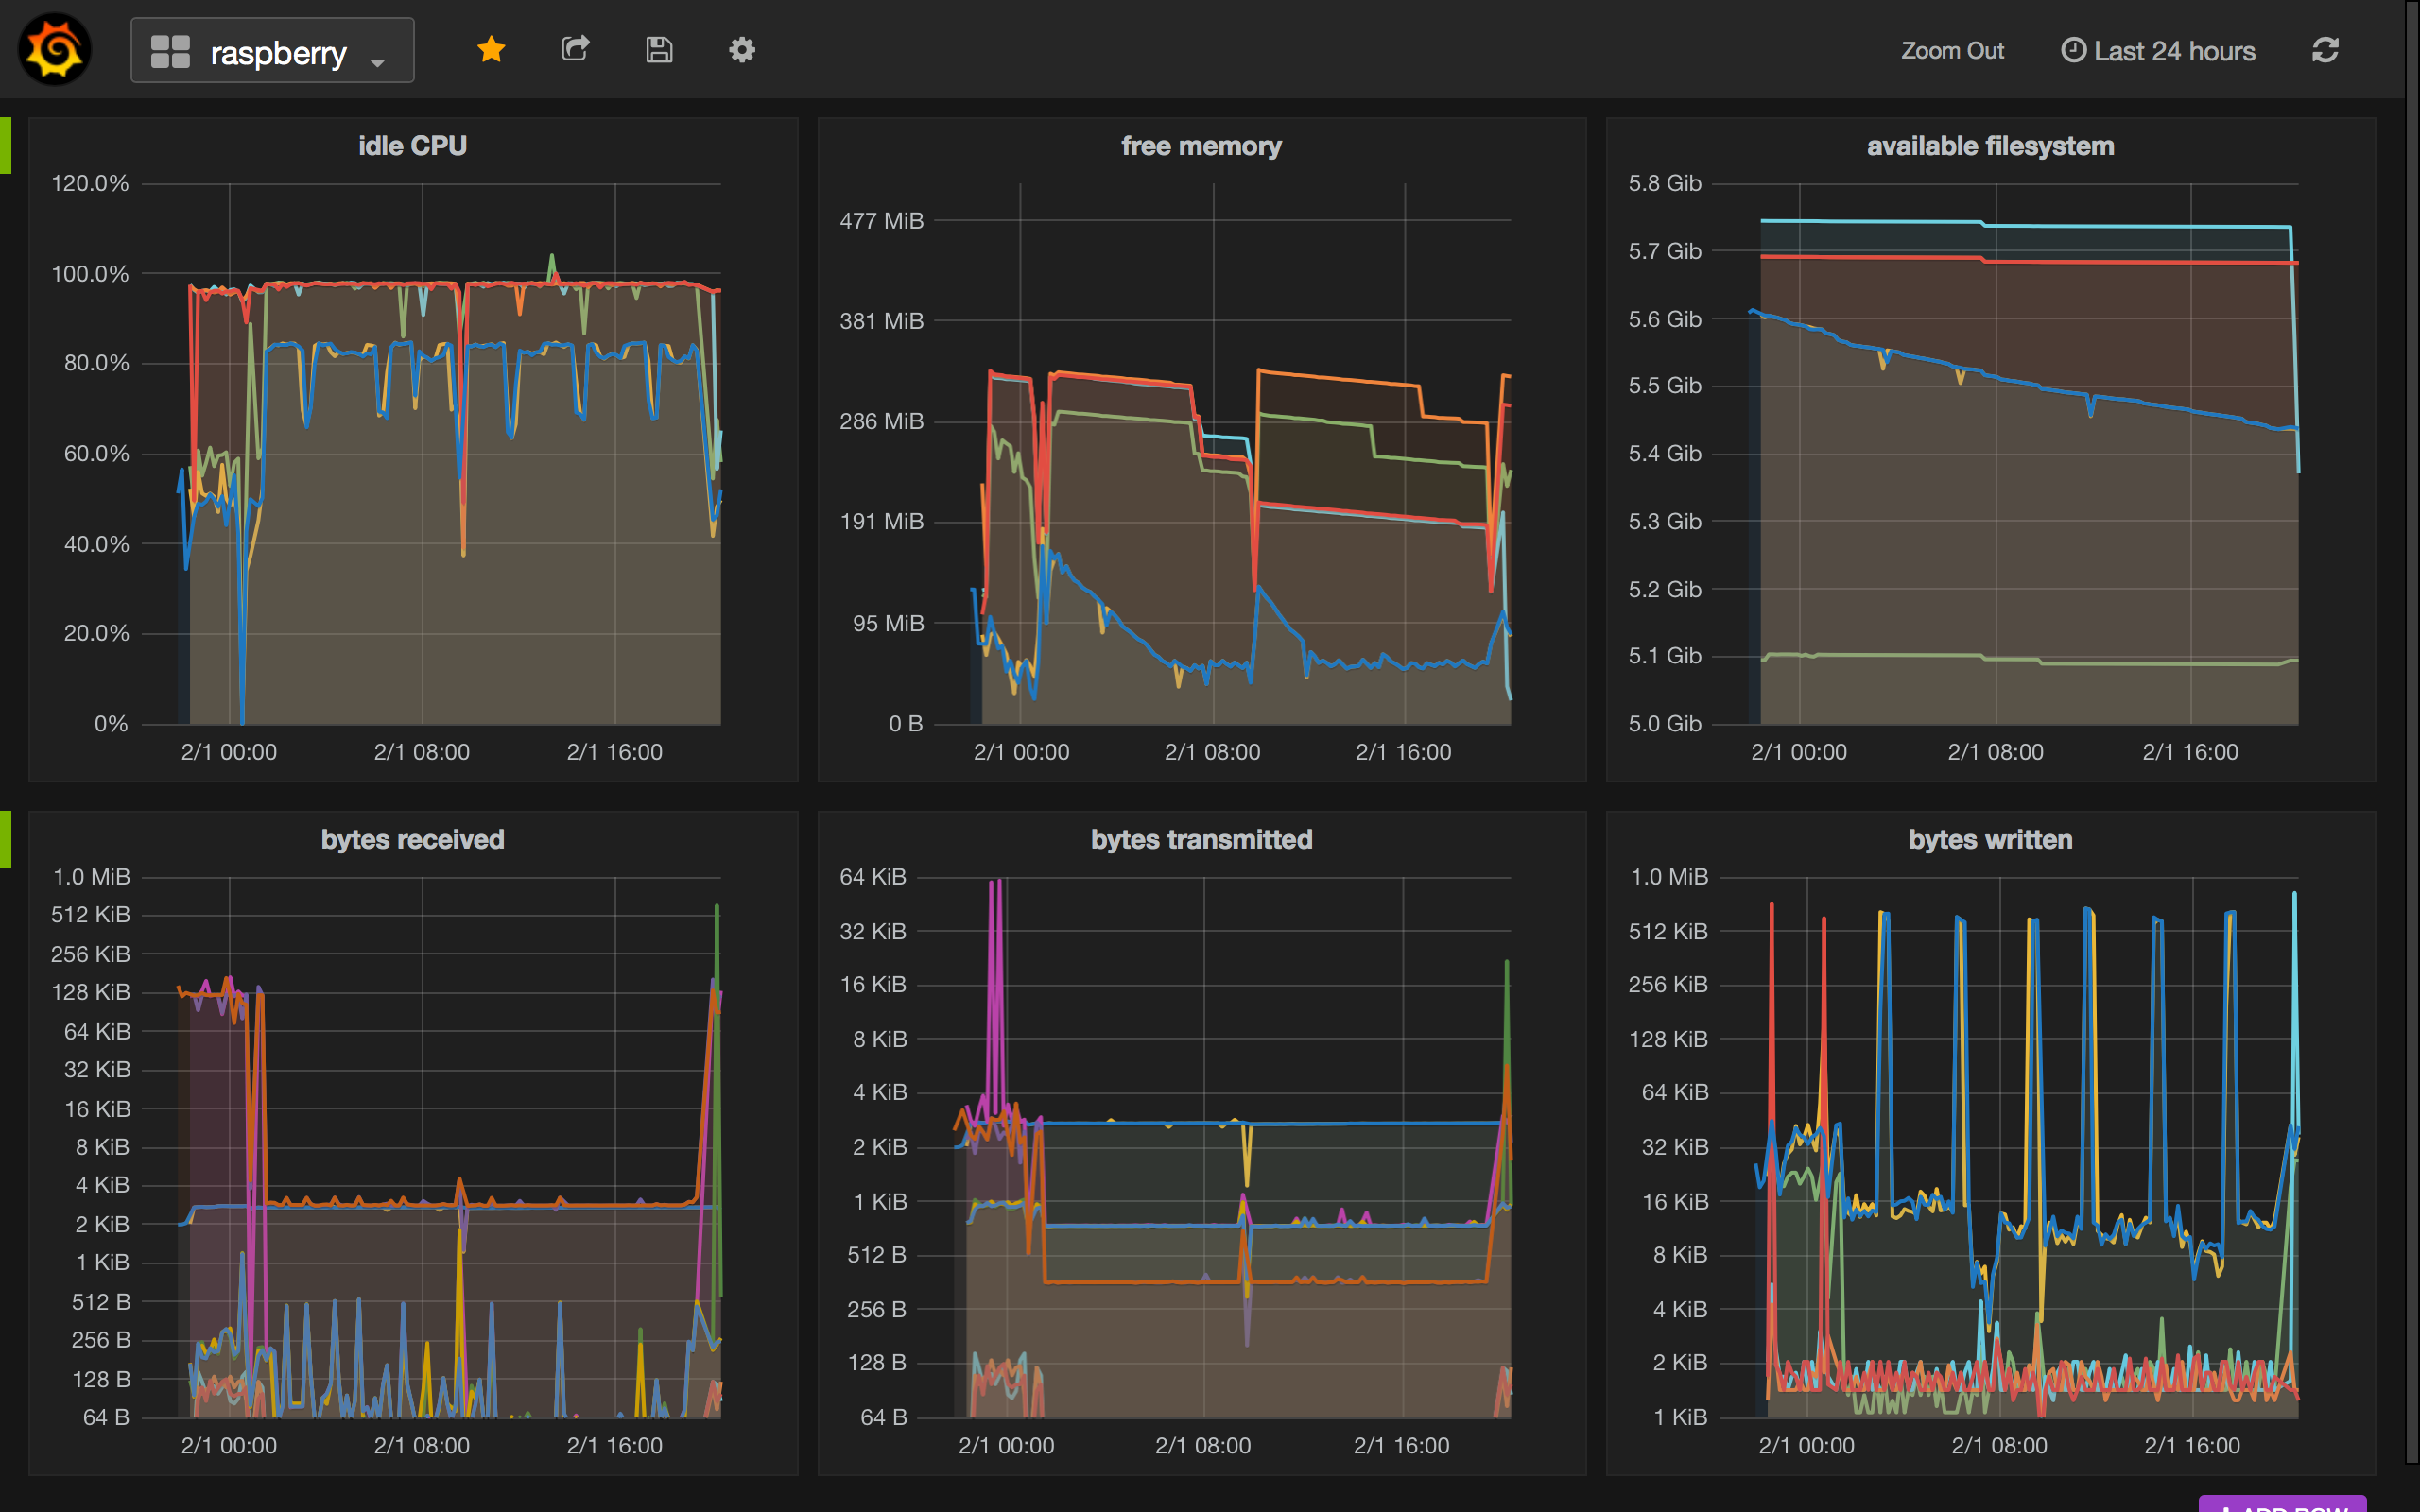 raspberry
Zoom Out
Last 24 hours
idle CPU
120.0%
100.0%
80.0%
60.0%
40.0%
20.0%
0%
2/1 00:00 2/1 08:00 2/1 16:00
free memory
477 MiB
381 MiB
286 MiB
191 MiB
95 MiB
0 B
2/1 00:00 2/1 08:00 2/1 16:00
available filesystem
5.8 Gib
5.7 Gib
5.6 Gib
5.5 Gib
5.4 Gib
5.3 Gib
5.2 Gib
5.1 Gib
5.0 Gib
2/1 00:00 2/1 08:00 2/1 16:00
bytes received
1.0 MiB
512 KiB
256 KiB
128 KiB
64 KiB
32 KiB
16 KiB
8 KiB
4 KiB
2 KiB
1 KiB
512 B
256 B
128 B
64 B
2/1 00:00 2/1 08:00 2/1 16:00
bytes transmitted
64 KiB
32 KiB
16 KiB
8 KiB
4 KiB
2 KiB
1 KiB
512 B
256 B
128 B
64 B
2/1 00:00 2/1 08:00 2/1 16:00
bytes written
1.0 MiB
512 KiB
256 KiB
128 KiB
64 KiB
32 KiB
16 KiB
8 KiB
4 KiB
2 KiB
1 KiB
2/1 00:00 2/1 08:00 2/1 16:00
ADD ROW